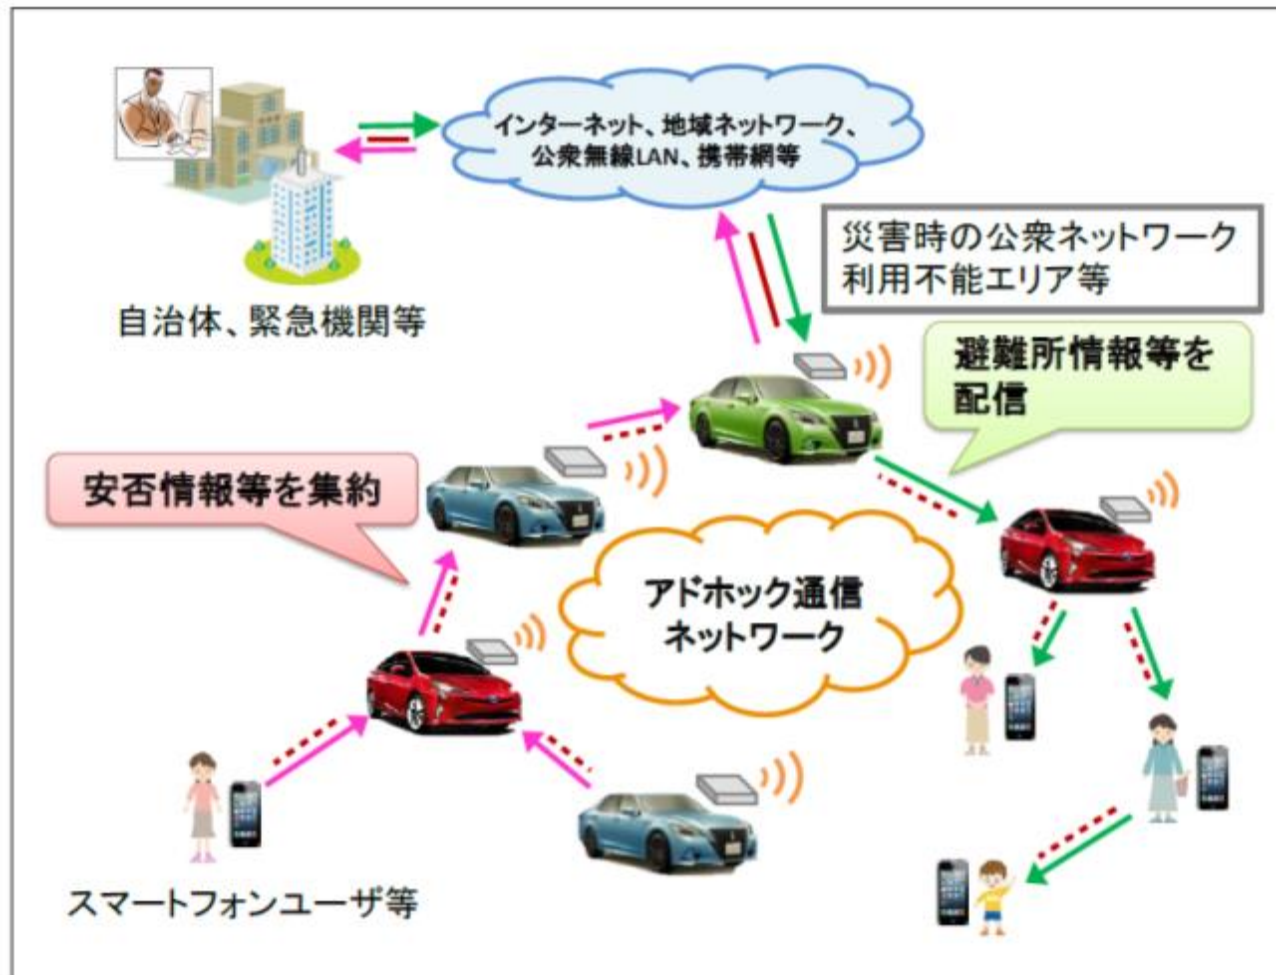 インターネット、地域ネットワーク、
公衆無線LAN、携帯網等
災害時の公衆ネットワーク
利用不能エリア等
自治体、緊急機関等
避難所情報等を
配信
安否情報等を集約
アドホック通信
ネットワーク
スマートフォンユーザ等